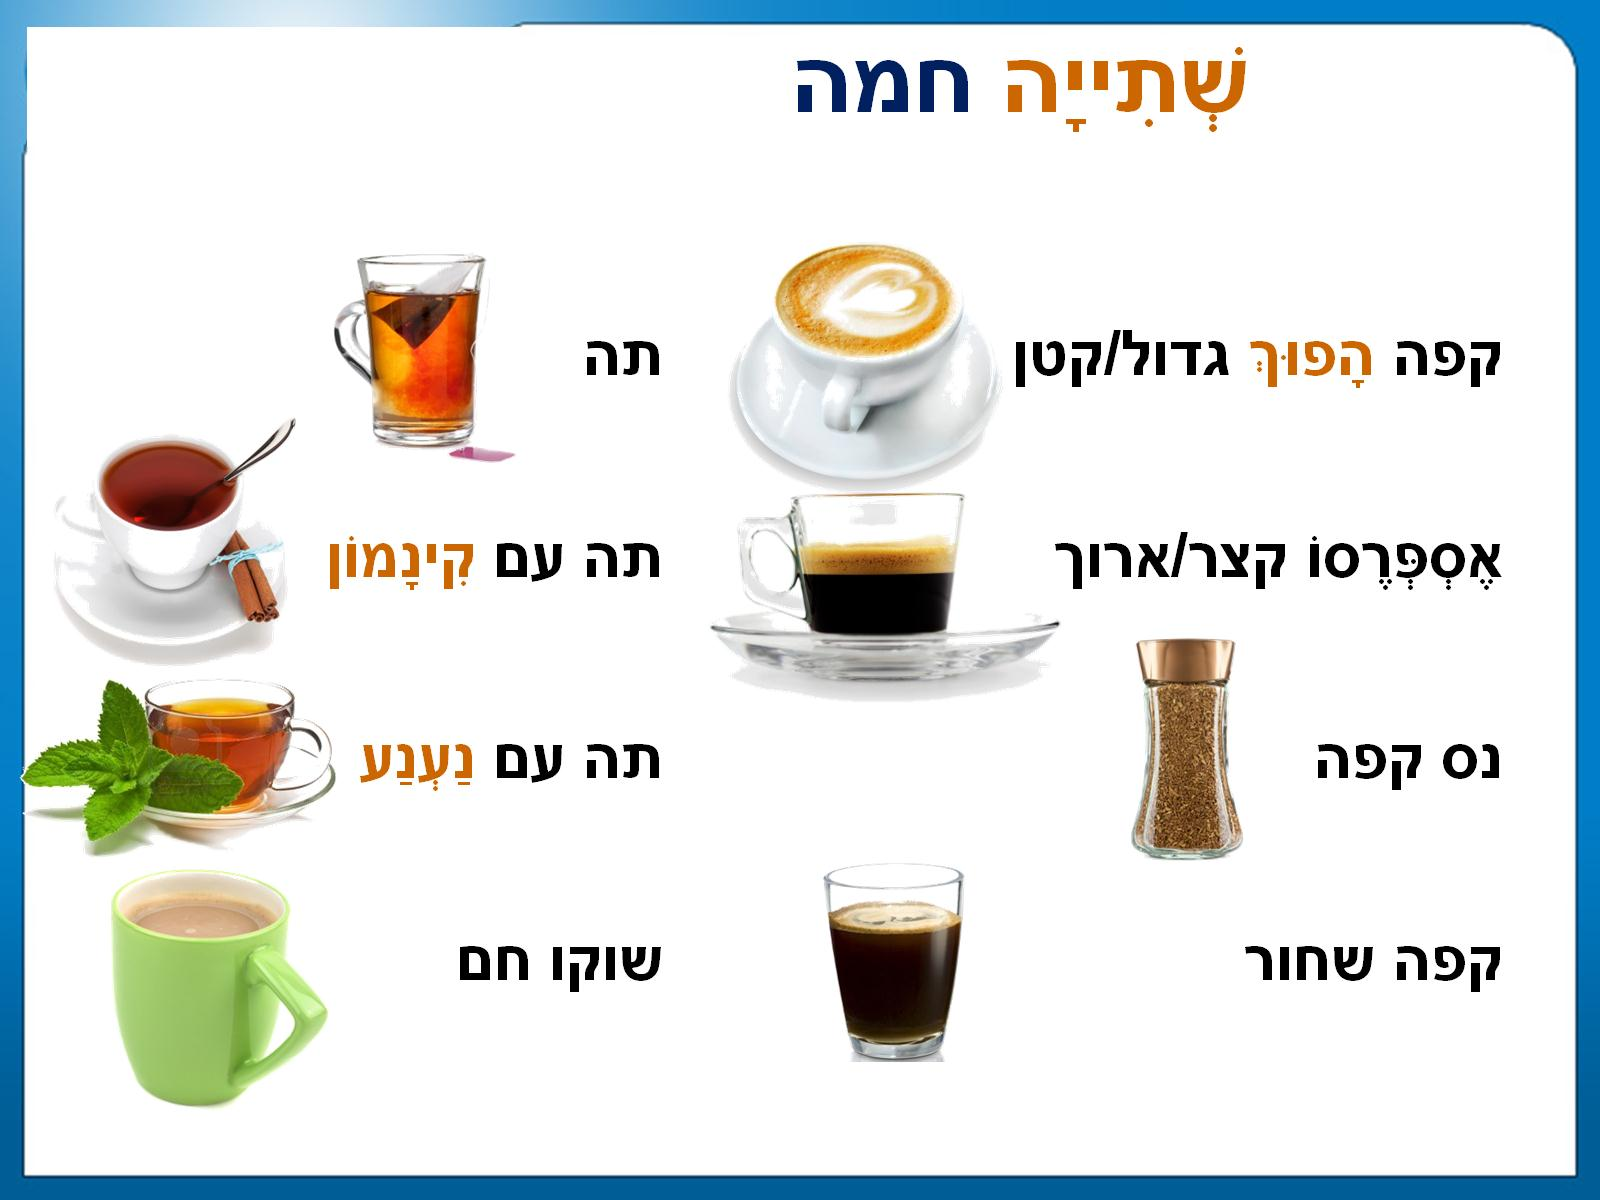 שְׁתִייָה חמה
קפה הָפוּךְ גדול/קטן
אֶסְפְּרֶסוֹ קצר/ארוך
נס קפה
קפה שחור
תה
תה עם קִינָמוֹן
תה עם נַעְנַע
שוקו חם